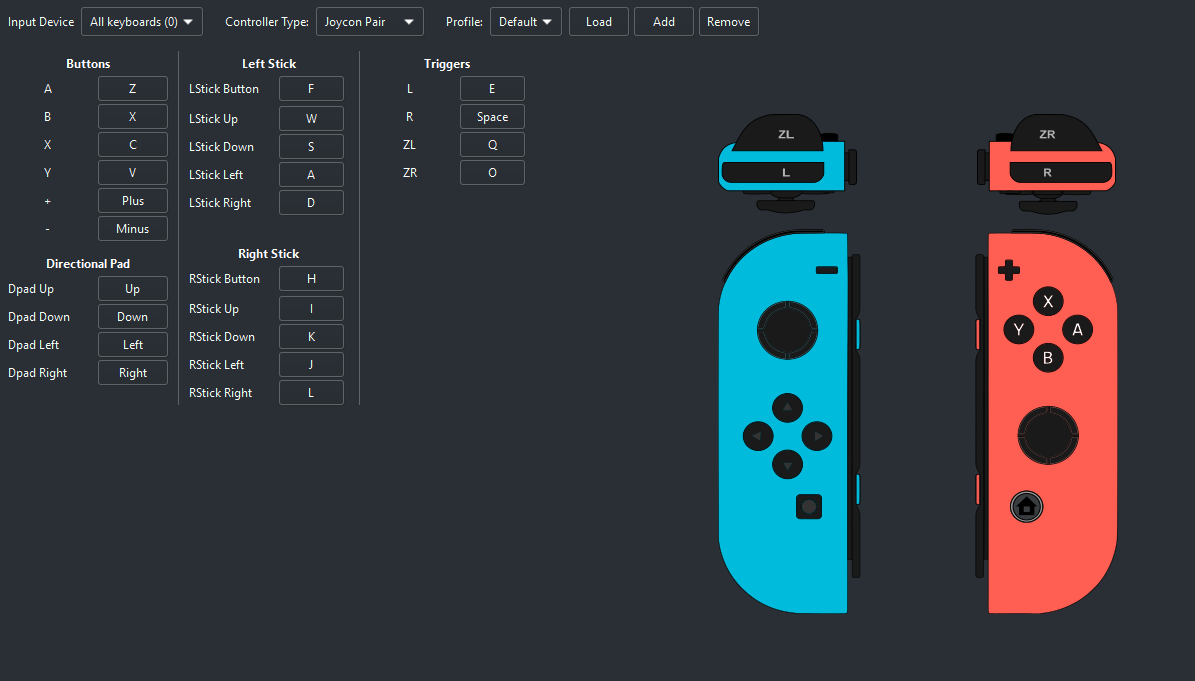 Input Device All keyboards (0) Controller Type: Joycon Pair Profile: Default Load Add Remove
Buttons
A Z
B X
X C
Y V
+ Plus
- Minus
Directional Pad
Dpad Up Up
Dpad Down Down
Dpad Left Left
Dpad Right Right
Left Stick
LStick Button F
LStick Up W
LStick Down S
LStick Left A
LStick Right D
Right Stick
RStick Button H
RStick Up I
RStick Down K
RStick Left J
RStick Right L
Triggers
L E
R Space
ZL Q
ZR O
ZL
L
ZR
R
X
Y A
B